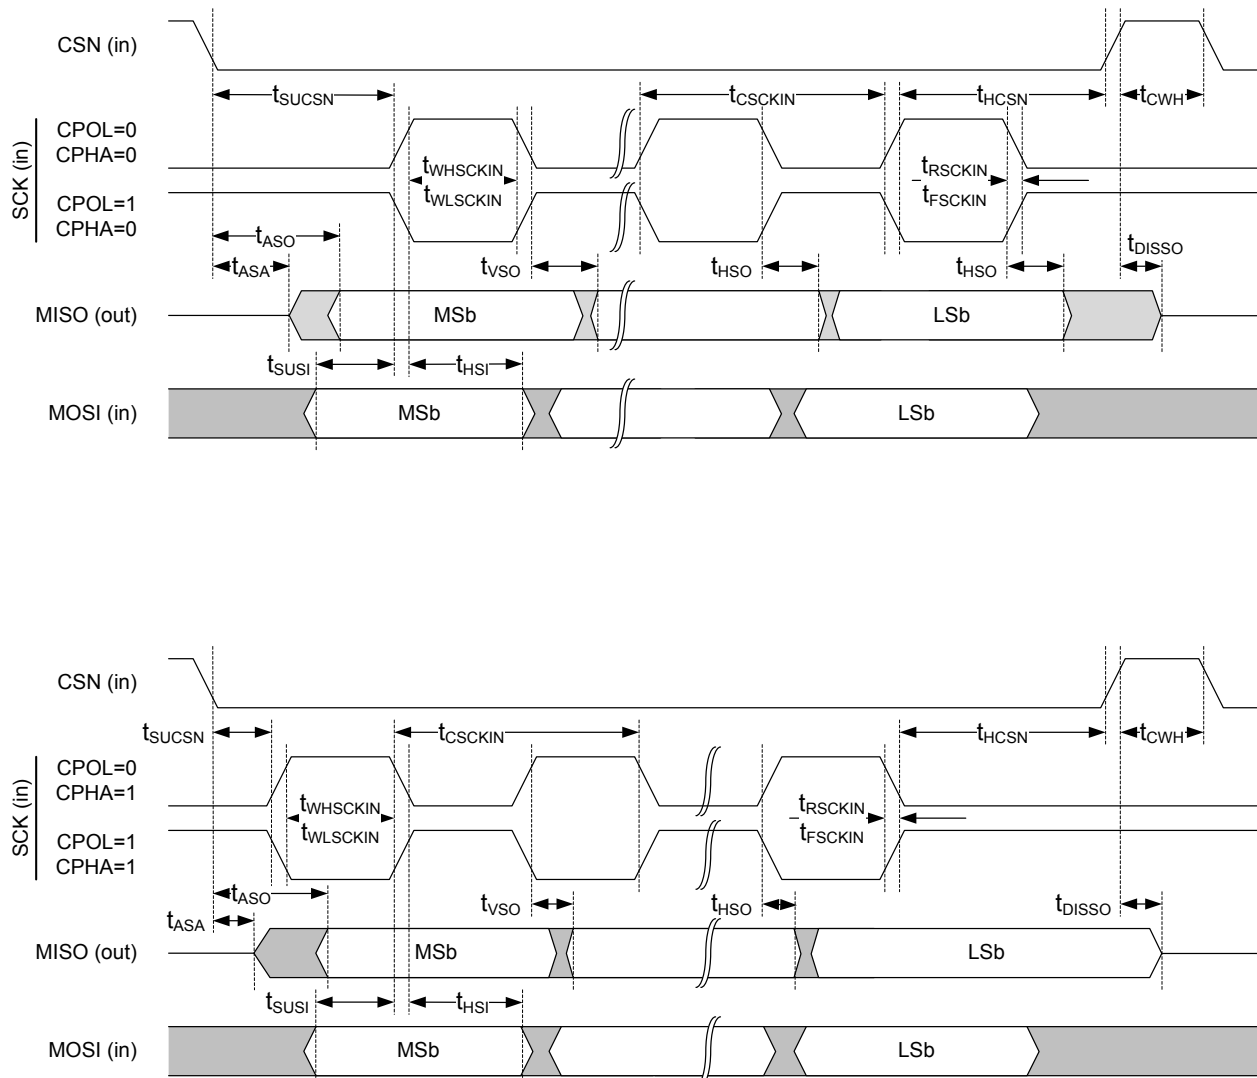 CSN (in)
tSUCSN
tCSCKIN
tHCSN
tCWH
SCK (in)
CPOL=0
CPHA=0
CPOL=1
CPHA=0
tWHSCKIN
tWLSCKIN
tRSCKIN
tFSCKIN
tASO
tASA
tVSO
tHSO
tHSO
tDISSO
MISO (out)
MSb
LSb
tSUSI
tHSI
MOSI (in)
MSb
LSb
CSN (in)
tSUCSN
tCSCKIN
tHCSN
tCWH
SCK (in)
CPOL=0
CPHA=1
CPOL=1
CPHA=1
tWHSCKIN
tWLSCKIN
tRSCKIN
tFSCKIN
tASO
tASA
tVSO
tHSO
tDISSO
MISO (out)
MSb
LSb
tSUSI
tHSI
MOSI (in)
MSb
LSb